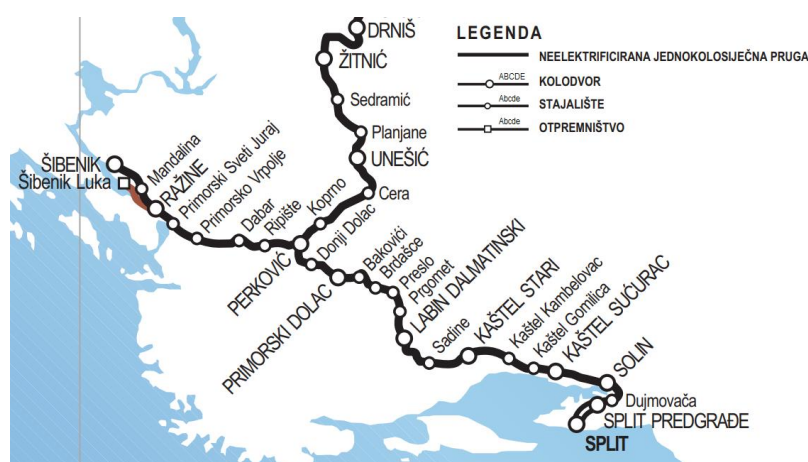 DRNIŠ
LEGENDA
NEELEKTRIFICIRANA JEDNOKOLOSIJEČNA PRUGA
ABCDE
KOLODVOR
Abcde
STAJALIŠTE
Abcde
OTPREMNIŠTVO
ŽITNIĆ
Sedramić
Planjane
UNEŠIĆ
Cera
Koprno
ŠIBENIK
Šibenik Luka
Mandalina
RAŽINE
Primorski Sveti Juraj
Primorsko Vrpolje
Dabar
Ripište
PERKOVIĆ
Donji Dolac
PRIMORSKI DOLAC
Bakovići
Brdašce
Preslo
Prgomet
LABIN DALMATINSKI
Sadine
KAŠTEL STARI
Kaštel Kambelovac
Kaštel Gomilica
KAŠTEL SUĆURAC
SOLIN
Dujmovača
SPLIT PREDGRAĐE
SPLIT